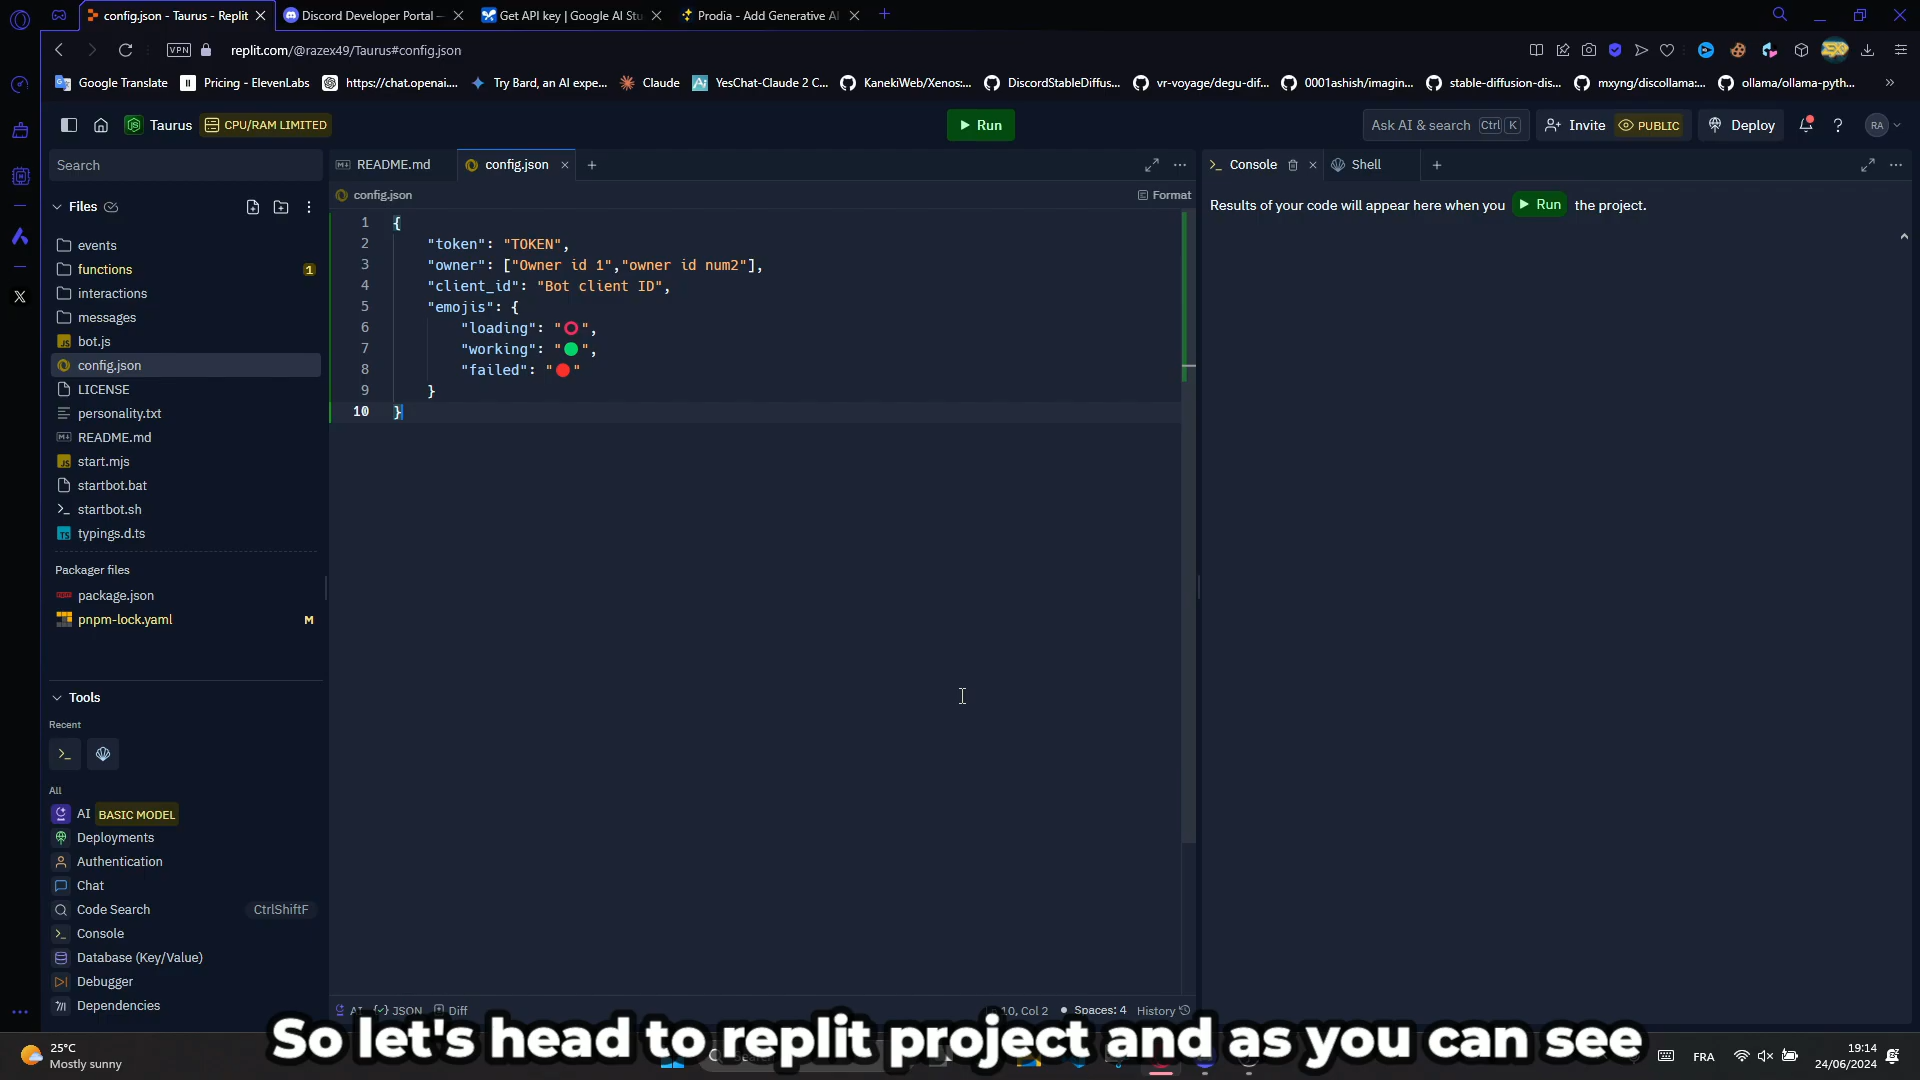 config.json - Taurus - Replit
Discord Developer Portal –
Get API key | Google AI Stu
Prodia - Add Generative AI
VPN
replit.com/@razex49/Taurus#config.json
Google Translate
Pricing - ElevenLabs
https://chat.openai....
Try Bard, an AI expe...
Claude
YesChat-Claude 2 C...
KanekiWeb/Xenos:...
DiscordStableDiffus...
vr-voyage/degu-dif...
0001ashish/imagin...
stable-diffusion-dis...
mxyng/discollama:...
ollama/ollama-pyth...
Taurus
CPU/RAM LIMITED
Run
Ask AI & search Ctrl K
Invite
PUBLIC
Deploy
RA
Search
README.md
config.json
Console
Shell
config.json
Format
Files
Results of your code will appear here when you Run the project.
events
functions 1
interactions
messages
bot.js
config.json
LICENSE
personality.txt
README.md
start.mjs
startbot.bat
startbot.sh
typings.d.ts
Packager files
package.json
pnpm-lock.yaml M
1 {
2 "token": "TOKEN",
3 "owner": ["Owner id 1","owner id num2"],
4 "client_id": "Bot client ID",
5 "emojis": {
6 "loading": "⭕",
7 "working": "🟢",
8 "failed": "🔴"
9 }
10 }
Tools
Recent
All
AI BASIC MODEL
Deployments
Authentication
Chat
Code Search CtrlShiftF
Console
Database (Key/Value)
Debugger
Dependencies
AI
JSON
Diff
10, Col 2
Spaces: 4
History
So let's head to replit project and as you can see
25°C
Mostly sunny
FRA
19:14
24/06/2024